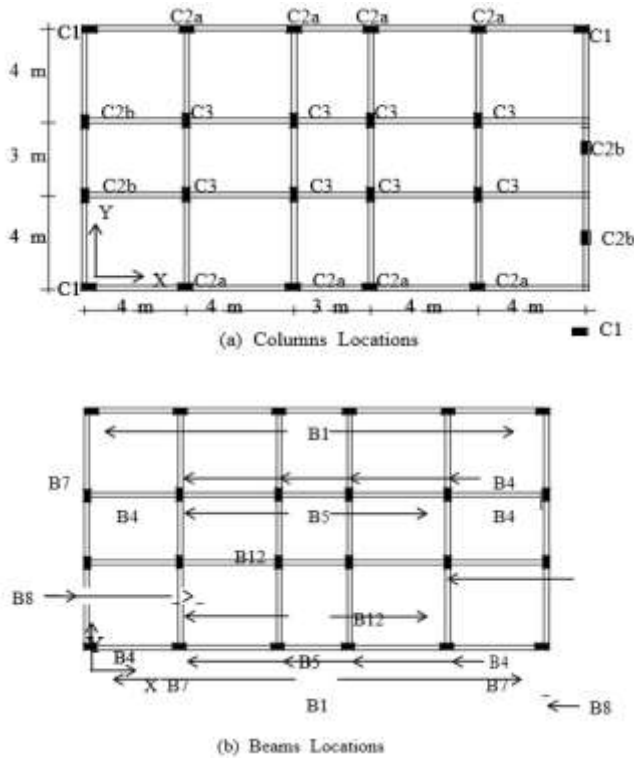 C2a C2a C2a C2a
C1 C1
4 m
C2b C3 C3 C3 C3
3 m C2b
C2b C3 C3 C3 C3
Y
4 m C2b
X
C1 C2a C2a C2a C2a
4 m 4 m 3 m 4 m 4 m
C1
(a) Columns Locations
B1
B7 B4
B4 B5 B4
B12
B8
B12
Y
B4 B5 B4
X B7 B7
B1 B8
(b) Beams Locations